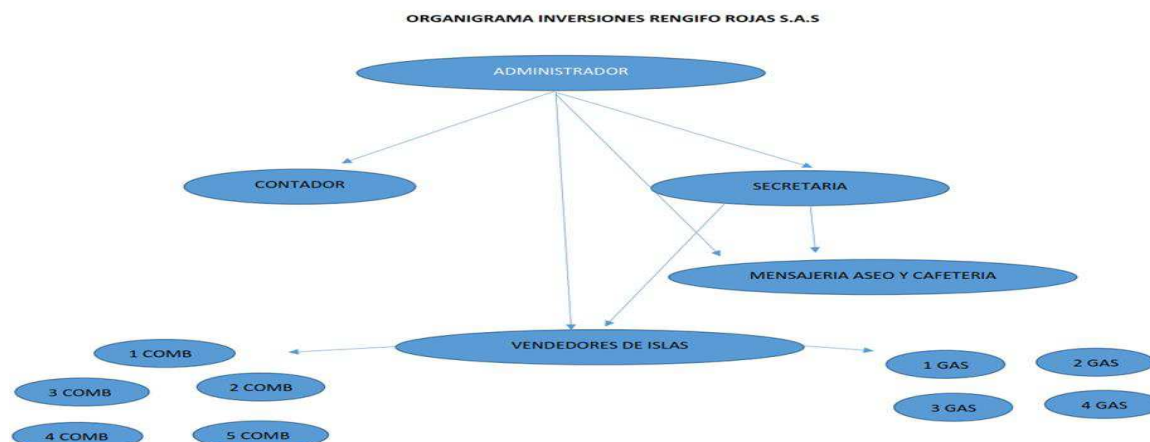 ORGANIGRAMA INVERSIONES RENGIFO ROJAS S.A.S
ADMINISTRADOR
CONTADOR
SECRETARIA
MENSAJERIA ASEO Y CAFETERIA
VENDEDORES DE ISLAS
1 COMB
2 COMB
3 COMB
4 COMB
5 COMB
1 GAS
2 GAS
3 GAS
4 GAS